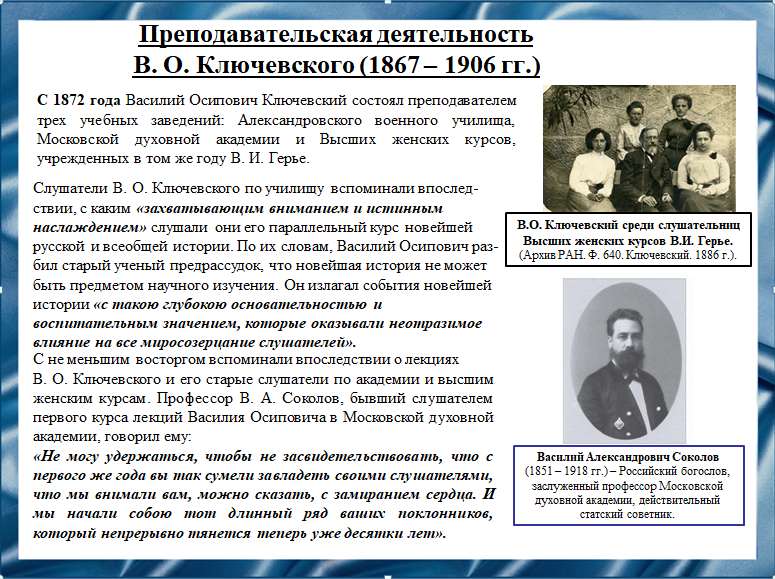 Преподавательская деятельность
В. О. Ключевского (1867 – 1906 гг.)
С 1872 года Василий Осипович Ключевский состоял преподавателем
трех учебных заведений: Александровского военного училища,
Московской духовной академии и Высших женских курсов,
учрежденных в том же году В. И. Герье.
Слушатели В. О. Ключевского по училищу вспоминали впослед-
ствии, с каким «захватывающим вниманием и истинным
наслаждением» слушали они его параллельный курс новейшей
русской и всеобщей истории. По их словам, Василий Осипович раз-
бил старый ученый предрассудок, что новейшая история не может
быть предметом научного изучения. Он излагал события новейшей
истории «с такою глубокою основательностью и
воспитательным значением, которые оказывали неотразимое
влияние на все миросозерцание слушателей».
С не меньшим восторгом вспоминали впоследствии о лекциях
В. О. Ключевского и его старые слушатели по академии и высшим
женским курсам. Профессор В. А. Соколов, бывший слушателем
первого курса лекций Василия Осиповича в Московской духовной
академии, говорил ему:
«Не могу удержаться, чтобы не засвидетельствовать, что с
первого же года вы так сумели завладеть своими слушателями,
что мы внимали вам, можно сказать, с замиранием сердца. И
мы начали собою тот длинный ряд ваших поклонников,
который непрерывно тянется теперь уже десятки лет».
В.О. Ключевский среди слушательниц
Высших женских курсов В.И. Герье.
(Архив РАН. Ф. 640. Ключевский. 1886 г.).
Василий Александрович Соколов
(1851 – 1918 гг.) – Российский богослов,
заслуженный профессор Московской
духовной академии, действительный
статский советник.